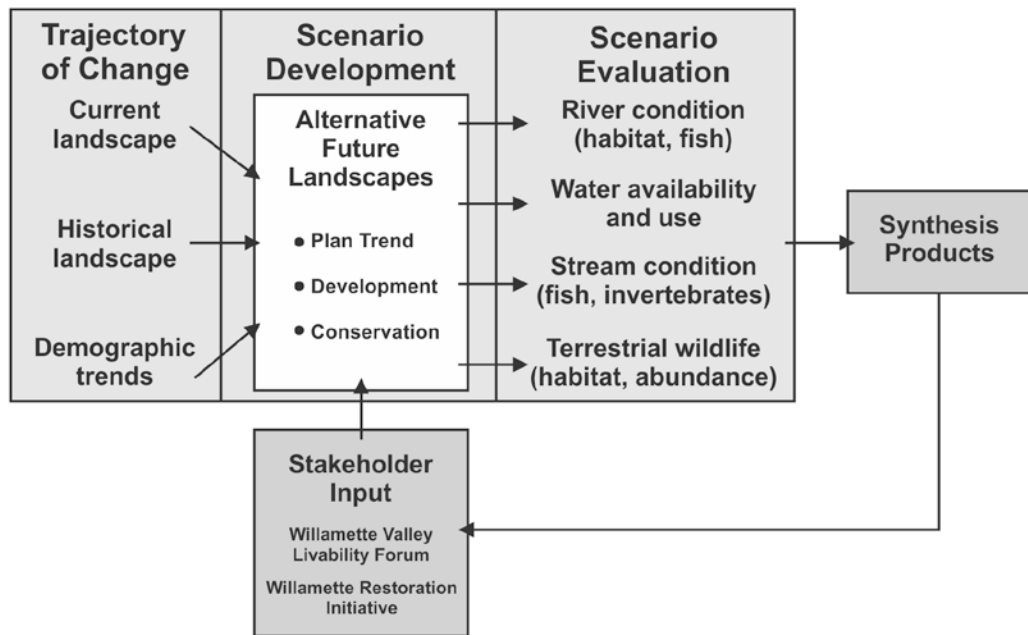 Trajectory
of Change
Current
landscape
Historical
landscape
Demographic
trends
Scenario
Development
Alternative
Future
Landscapes
• Plan Trend
• Development
• Conservation
Scenario
Evaluation
River condition
(habitat, fish)
Water availability
and use
Stream condition
(fish, invertebrates)
Terrestrial wildlife
(habitat, abundance)
Synthesis
Products
Stakeholder
Input
Willamette Valley
Livability Forum
Willamette Restoration
Initiative